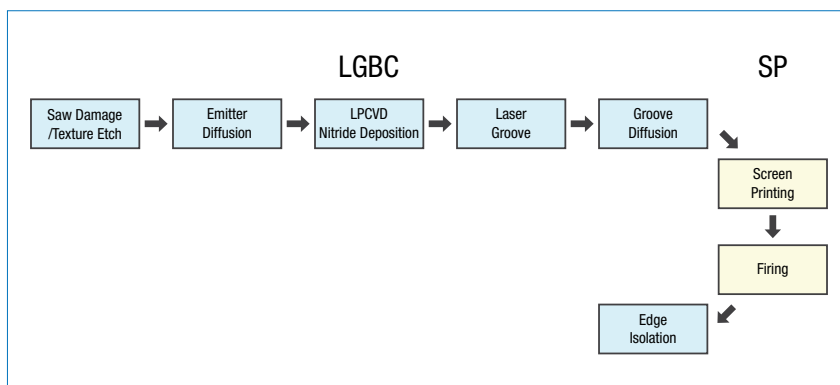 LGBC
SP
Saw Damage
/Texture Etch
Emitter
Diffusion
LPCVD
Nitride Deposition
Laser
Groove
Groove
Diffusion
Screen
Printing
Firing
Edge
Isolation